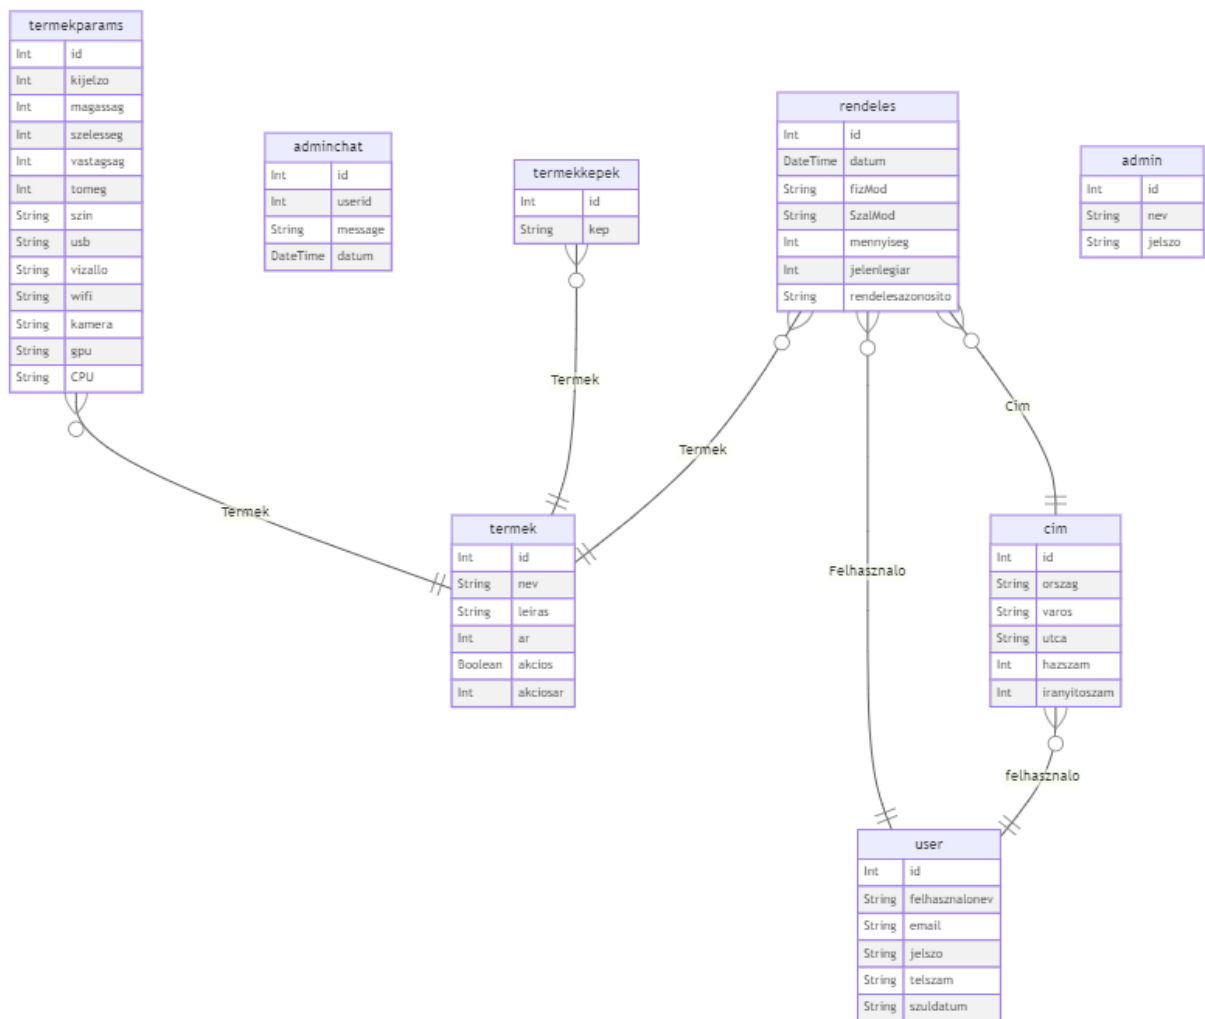 termekparams
Int id
Int kijelzo
Int magassag
Int szelesseg
Int vastagsag
Int tomeg
String szin
String usb
String vizallo
String wifi
String kamera
String gpu
String CPU
adminchat
Int id
Int userid
String message
DateTime datum
termekkepek
Int id
String kep
rendeles
Int id
DateTime datum
String fizMod
String SzalMod
Int mennyiseg
Int jelenlegiar
String rendelesazonosito
admin
Int id
String nev
String jelszo
Termek
Termek
Termek
Cim
Felhasznalo
termek
Int id
String nev
String leiras
Int ar
Boolean akcios
Int akciosar
cim
Int id
String orszag
String varos
String utca
Int hazszam
Int iranyitoszam
felhasznalo
user
Int id
String felhasznalonev
String email
String jelszo
String telszam
String szuldatum